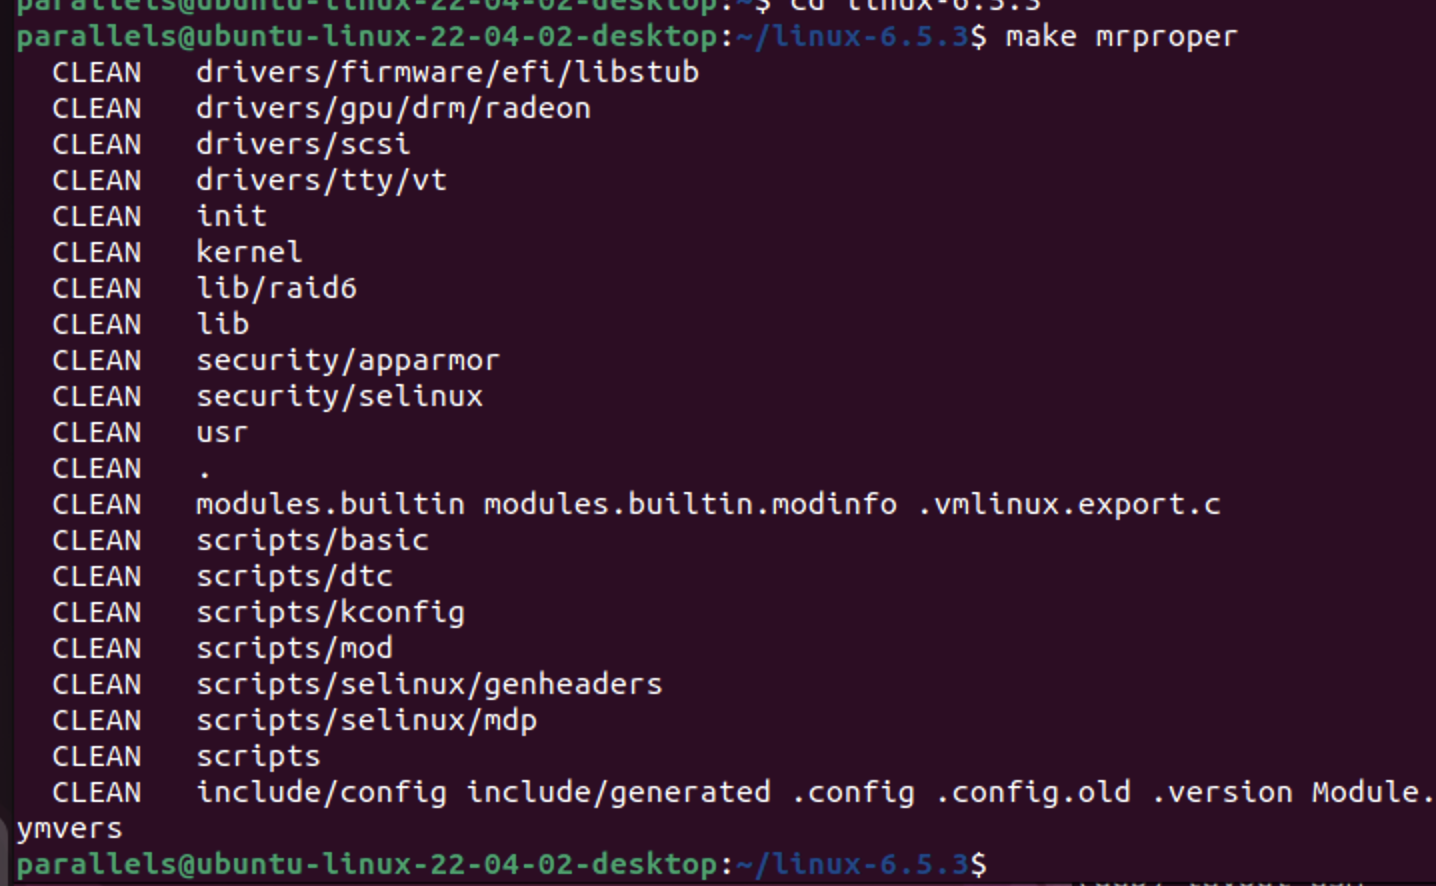 parallels@ubuntu-linux-22-04-02-desktop:~$ cd linux-6.5.3
parallels@ubuntu-linux-22-04-02-desktop:~/linux-6.5.3$ make mrproper
CLEAN drivers/firmware/efi/libstub
CLEAN drivers/gpu/drm/radeon
CLEAN drivers/scsi
CLEAN drivers/tty/vt
CLEAN init
CLEAN kernel
CLEAN lib/raid6
CLEAN lib
CLEAN security/apparmor
CLEAN security/selinux
CLEAN usr
CLEAN .
CLEAN modules.builtin modules.builtin.modinfo .vmlinux.export.c
CLEAN scripts/basic
CLEAN scripts/dtc
CLEAN scripts/kconfig
CLEAN scripts/mod
CLEAN scripts/selinux/genheaders
CLEAN scripts/selinux/mdp
CLEAN scripts
CLEAN include/config include/generated .config .config.old .version Module.
ymvers
parallels@ubuntu-linux-22-04-02-desktop:~/linux-6.5.3$